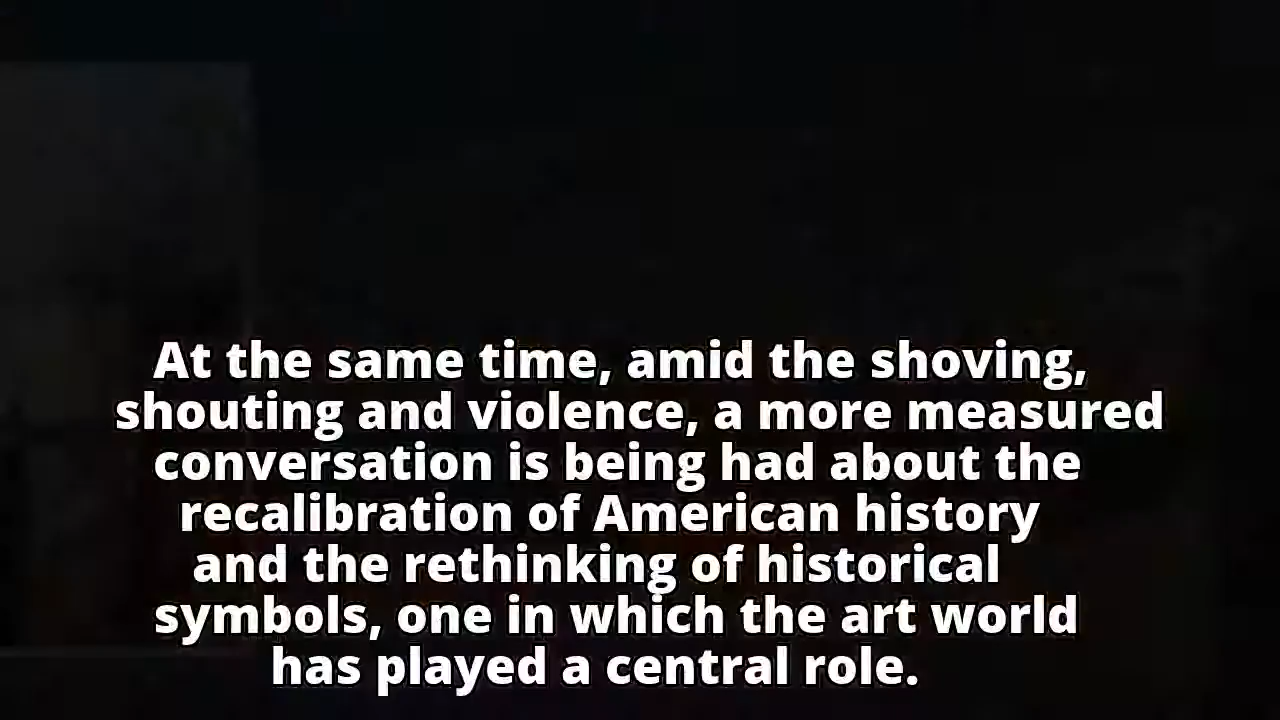 At the same time, amid the shoving,
shouting and violence, a more measured
conversation is being had about the
recalibration of American history
and the rethinking of historical
symbols, one in which the art world
has played a central role.